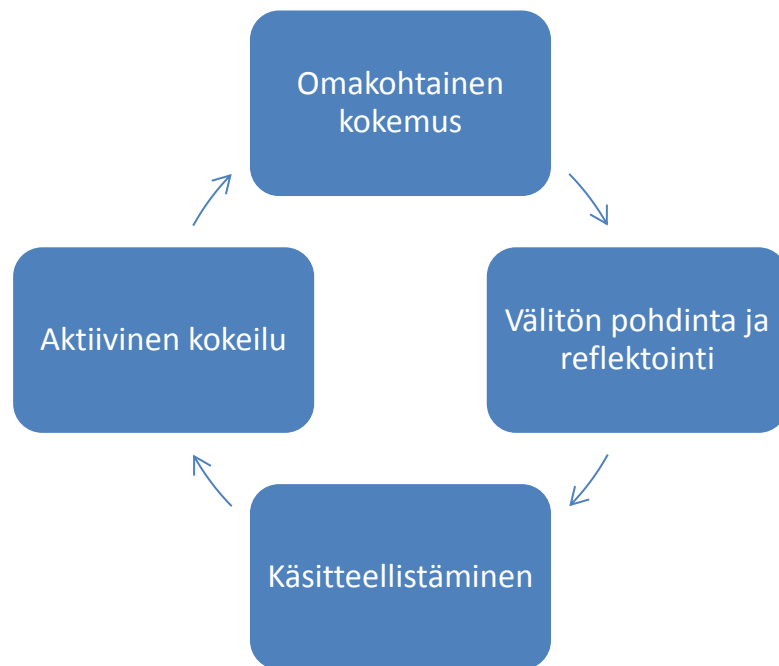 Omakohtainen
kokemus
Aktiivinen kokeilu
Välitön pohdinta ja
reflektointi
Käsitteellistäminen